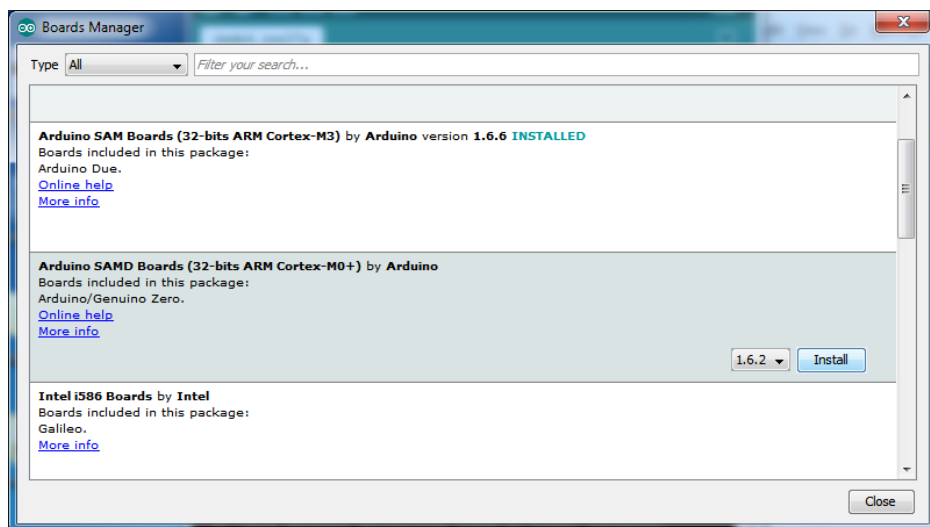 Boards Manager
Type All Filter your search...
Arduino SAM Boards (32-bits ARM Cortex-M3) by Arduino version 1.6.6 INSTALLED
Boards included in this package:
Arduino Due.
Online help
More info
Arduino SAMD Boards (32-bits ARM Cortex-M0+) by Arduino
Boards included in this package:
Arduino/Genuino Zero.
Online help
More info
1.6.2 Install
Intel i586 Boards by Intel
Boards included in this package:
Galileo.
More info
Close